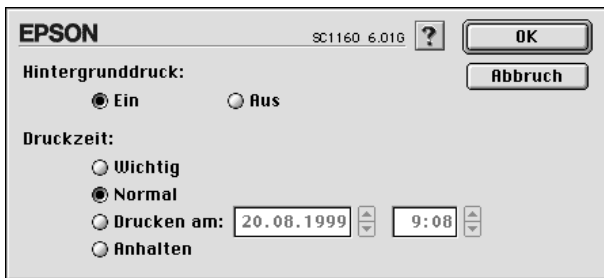 EPSON SC1160 6.01G ? OK
Hintergrunddruck: Abbruch
Ein Aus
Druckzeit:
Wichtig
Normal
Drucken am: 20.08.1999 9:08
Anhalten